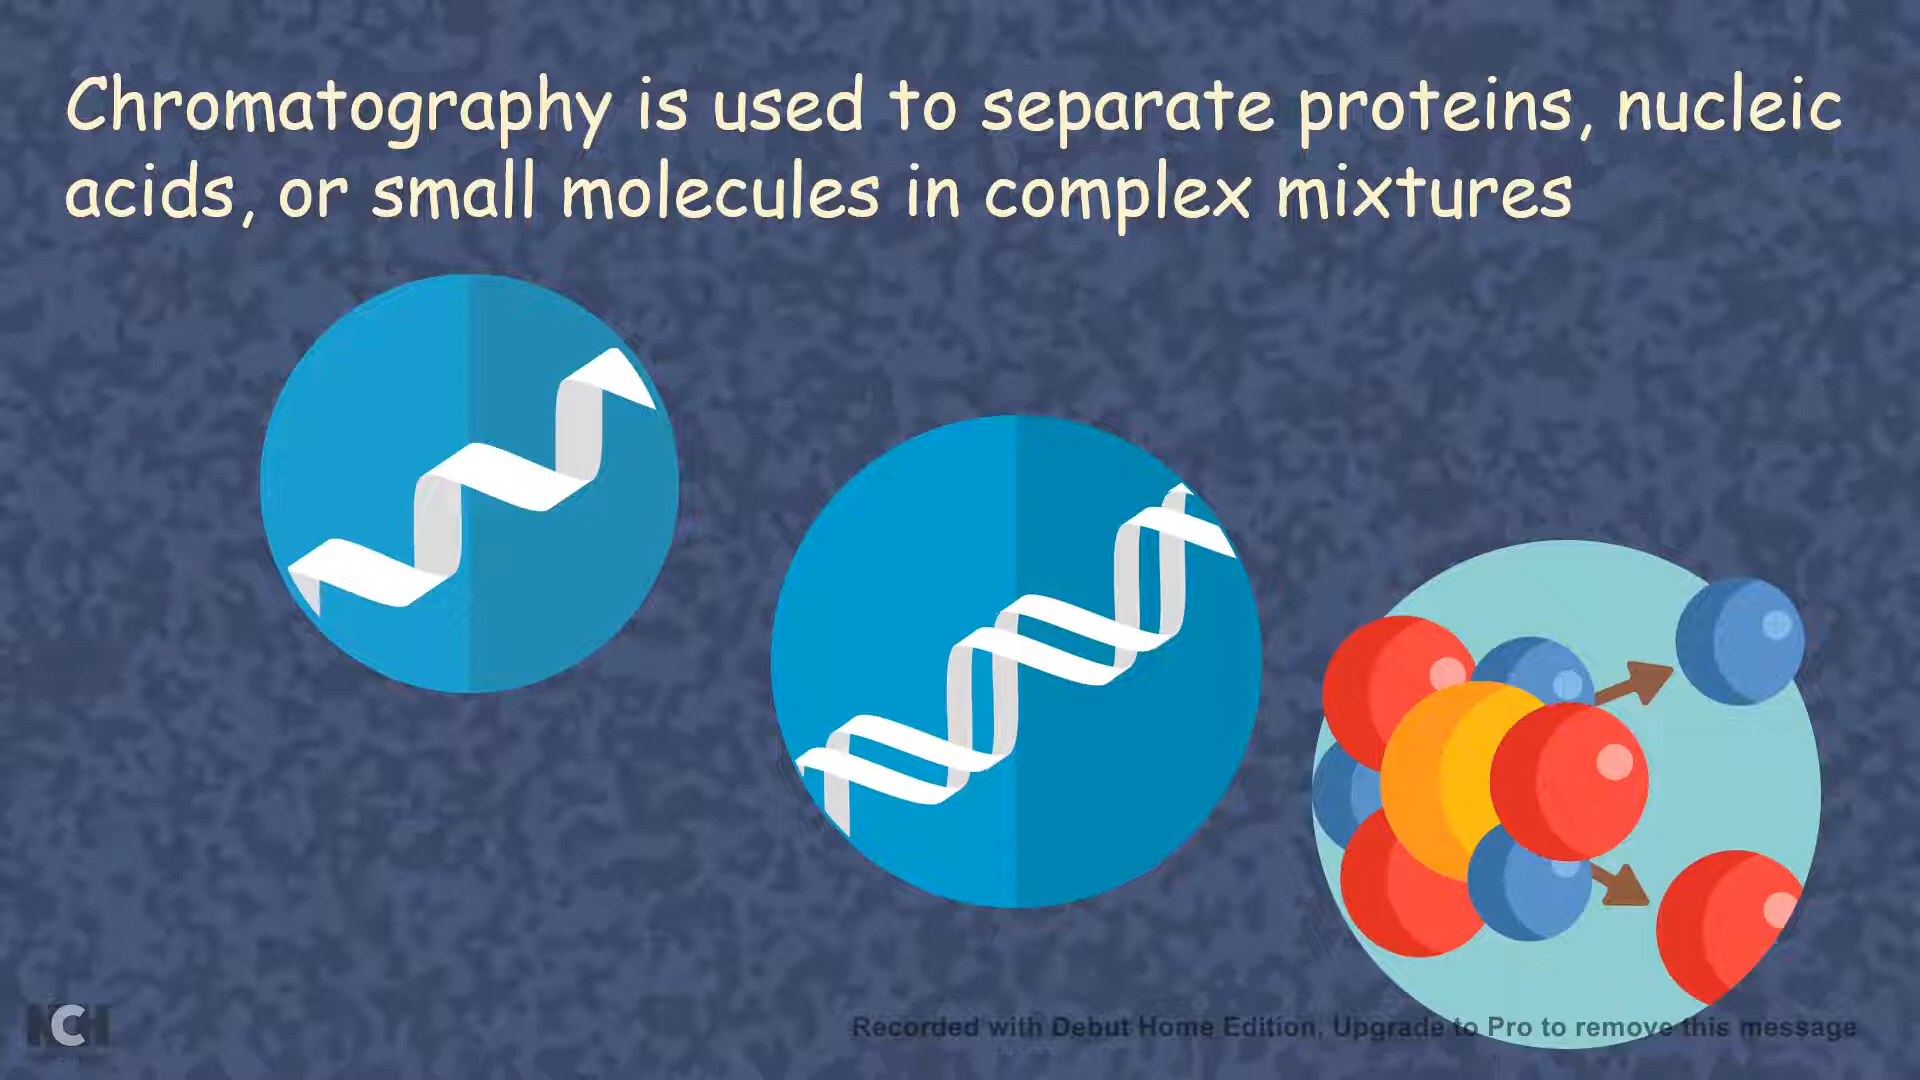 Chromatography is used to separate proteins, nucleic
acids, or small molecules in complex mixtures
NCH
Recorded with Debut Home Edition. Upgrade to Pro to remove this message